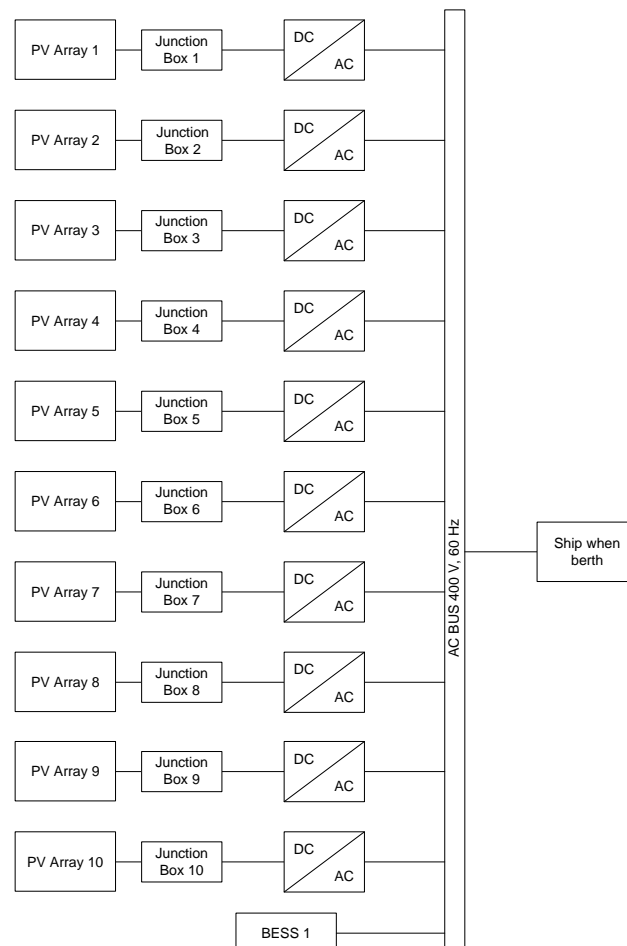 PV Array 1
Junction
Box 1
DC
AC
PV Array 2
Junction
Box 2
DC
AC
PV Array 3
Junction
Box 3
DC
AC
PV Array 4
Junction
Box 4
DC
AC
PV Array 5
Junction
Box 5
DC
AC
PV Array 6
Junction
Box 6
DC
AC
PV Array 7
Junction
Box 7
DC
AC
PV Array 8
Junction
Box 8
DC
AC
PV Array 9
Junction
Box 9
DC
AC
PV Array 10
Junction
Box 10
DC
AC
BESS 1
AC BUS 400 V, 60 Hz
Ship when
berth